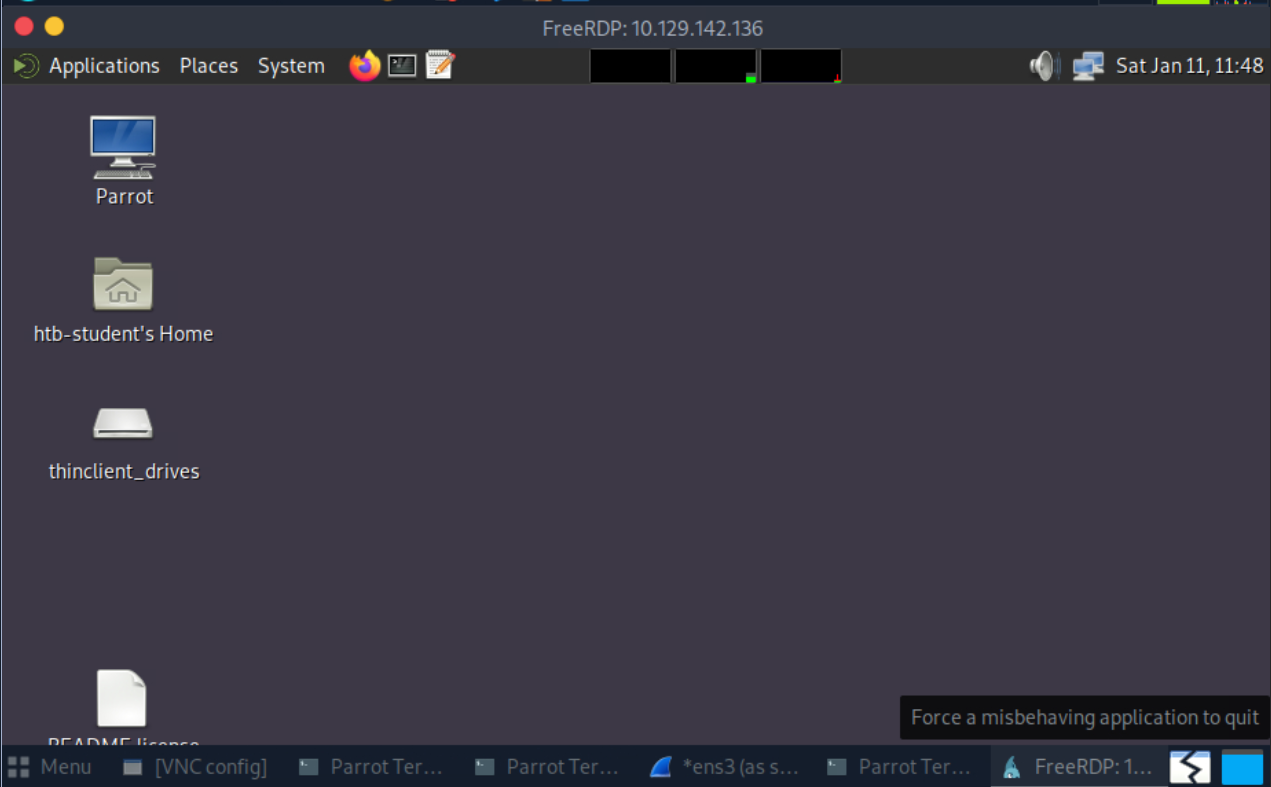 FreeRDP: 10.129.142.136
Applications Places System Sat Jan 11, 11:48
Parrot
htb-student's Home
thinclient_drives
README license
Force a misbehaving application to quit
Menu [VNC config] Parrot Ter... Parrot Ter... *ens3 (as s... Parrot Ter... FreeRDP: 1...